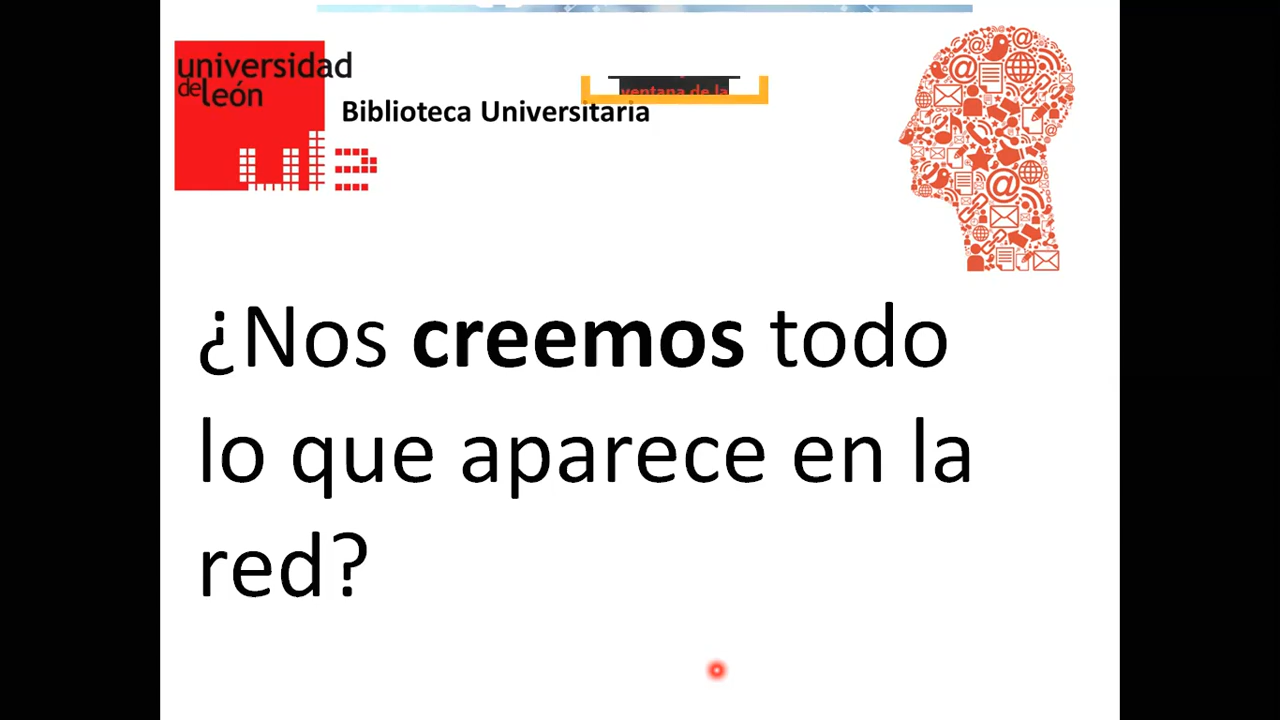 universidad
de león
Biblioteca Universitaria
ventana de la
¿Nos creemos todo
lo que aparece en la
red?